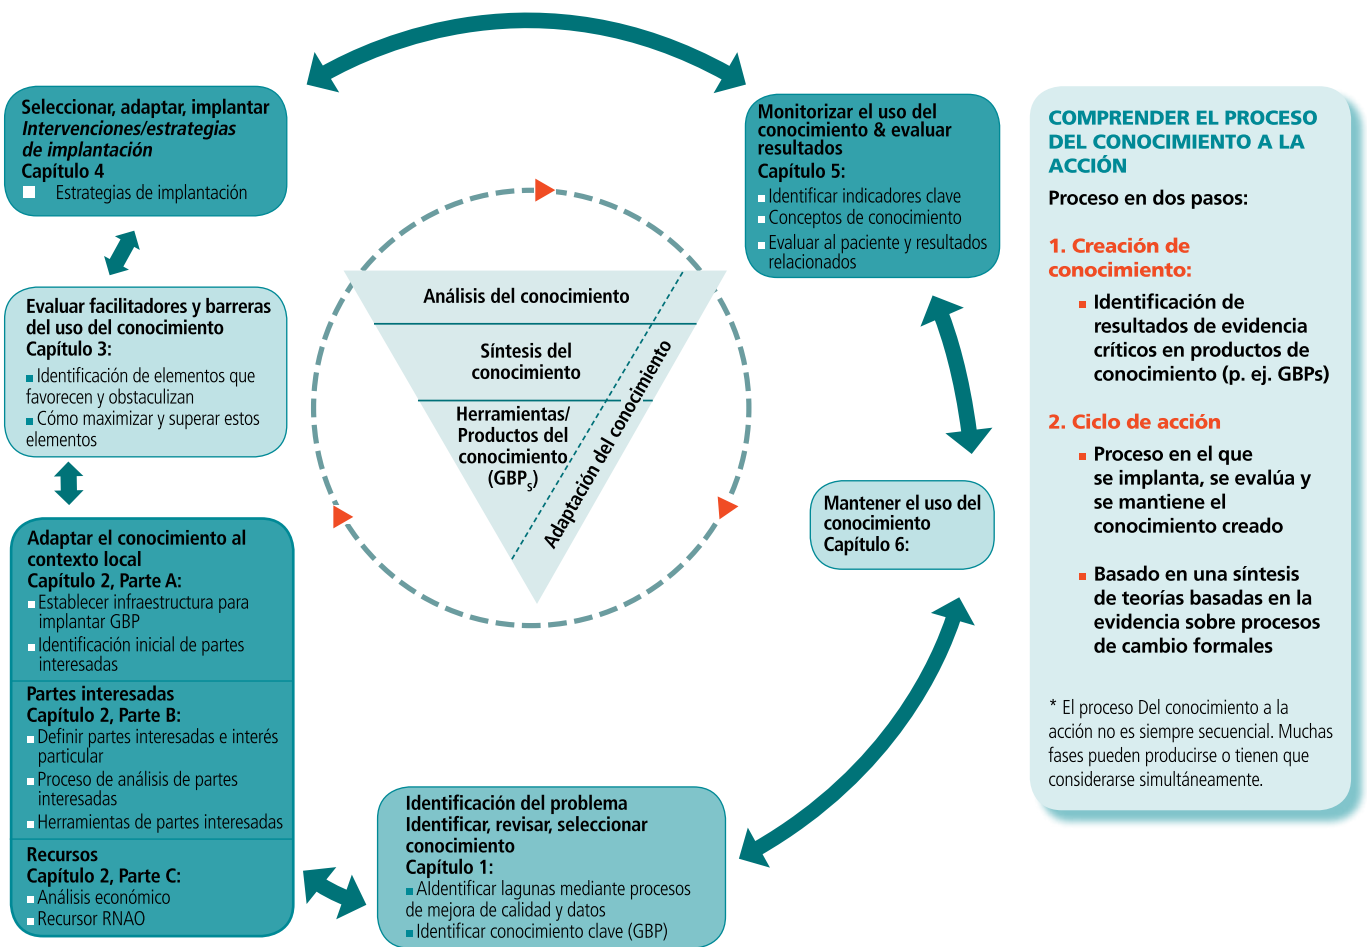 Seleccionar, adaptar, implantar
Intervenciones/estrategias
de implantación
Capítulo 4
Estrategias de implantación
Monitorizar el uso del
conocimiento & evaluar
resultados
Capítulo 5:
Identificar indicadores clave
Conceptos de conocimiento
Evaluar al paciente y resultados
relacionados
Evaluar facilitadores y barreras
del uso del conocimiento
Capítulo 3:
Identificación de elementos que
favorecen y obstaculizan
Cómo maximizar y superar estos
elementos
Análisis del conocimiento
Síntesis del
conocimiento
Herramientas/
Productos del
conocimiento
(GBPs)
Adaptación del conocimiento
Mantener el uso del
conocimiento
Capítulo 6:
Adaptar el conocimiento al
contexto local
Capítulo 2, Parte A:
Establecer infraestructura para
implantar GBP
Identificación inicial de partes
interesadas
Partes interesadas
Capítulo 2, Parte B:
Definir partes interesadas e interés
particular
Proceso de análisis de partes
interesadas
Herramientas de partes interesadas
Recursos
Capítulo 2, Parte C:
Análisis económico
Recursor RNAO
Identificación del problema
Identificar, revisar, seleccionar
conocimiento
Capítulo 1:
AIdentificar lagunas mediante procesos
de mejora de calidad y datos
Identificar conocimiento clave (GBP)
COMPRENDER EL PROCESO
DEL CONOCIMIENTO A LA
ACCIÓN
Proceso en dos pasos:
1. Creación de
conocimiento:
Identificación de
resultados de evidencia
críticos en productos de
conocimiento (p. ej. GBPs)
2. Ciclo de acción
Proceso en el que
se implanta, se evalúa y
se mantiene el
conocimiento creado
Basado en una síntesis
de teorías basadas en la
evidencia sobre procesos
de cambio formales
* El proceso Del conocimiento a la
acción no es siempre secuencial. Muchas
fases pueden producirse o tienen que
considerarse simultáneamente.